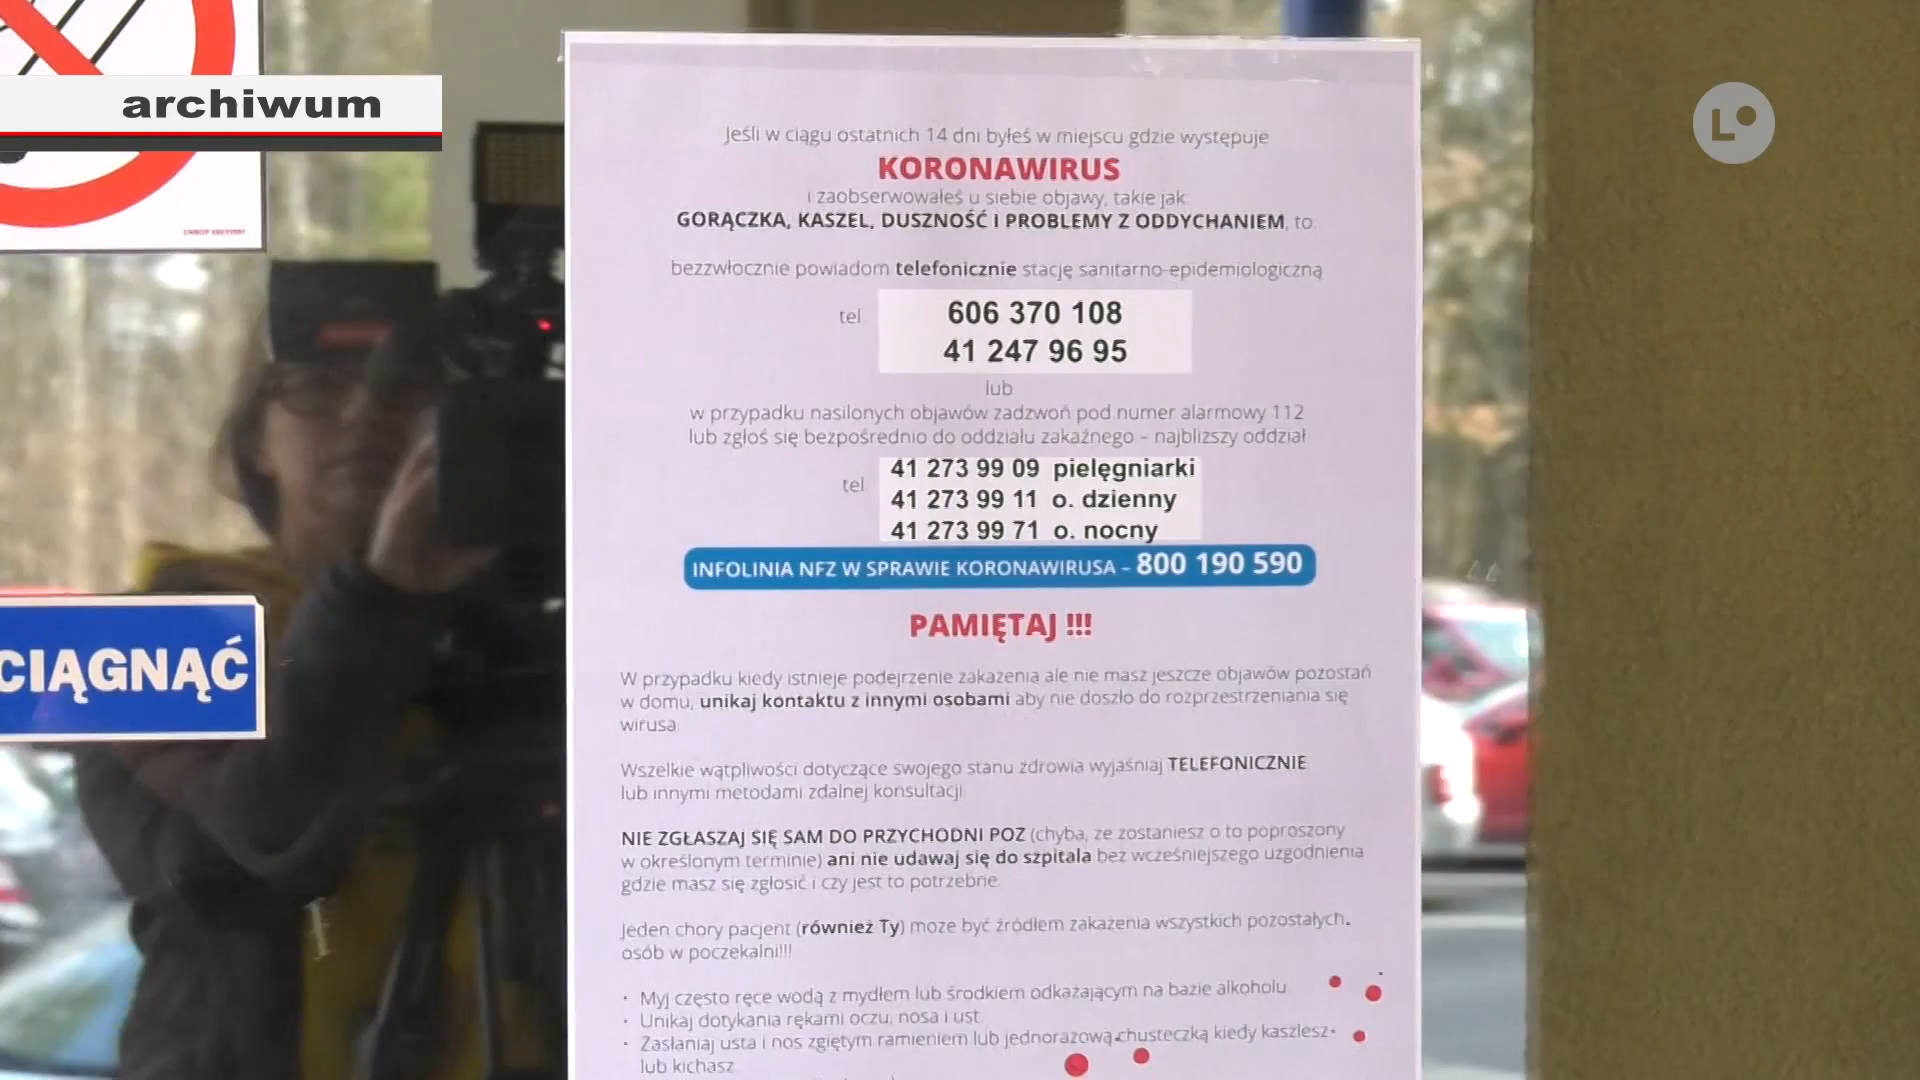 archiwum
LO
CIĄGNĄĆ
Jeśli w ciągu ostatnich 14 dni byłeś w miejscu gdzie występuje
KORONAWIRUS
i zaobserwowałeś u siebie objawy, takie jak:
GORĄCZKA, KASZEL, DUSZNOŚĆ I PROBLEMY Z ODDYCHANIEM, to:
bezzwłocznie powiadom telefonicznie stację sanitarno-epidemiologiczną
tel. 606 370 108
41 247 96 95
lub
w przypadku nasilonych objawów zadzwoń pod numer alarmowy 112
lub zgłoś się bezpośrednio do oddziału zakaźnego – najbliższy oddział
41 273 99 09 pielęgniarki
tel. 41 273 99 11 o. dzienny
41 273 99 71 o. nocny
INFOLINIA NFZ W SPRAWIE KORONAWIRUSA – 800 190 590
PAMIĘTAJ !!!
W przypadku kiedy istnieje podejrzenie zakażenia ale nie masz jeszcze objawów pozostań
w domu, unikaj kontaktu z innymi osobami aby nie doszło do rozprzestrzeniania się
wirusa.
Wszelkie wątpliwości dotyczące swojego stanu zdrowia wyjaśniaj TELEFONICZNIE
lub innymi metodami zdalnej konsultacji.
NIE ZGŁASZAJ SIĘ SAM DO PRZYCHODNI POZ (chyba, że zostaniesz o to poproszony
w określonym terminie) ani nie udawaj się do szpitala bez wcześniejszego uzgodnienia
gdzie masz się zgłosić i czy jest to potrzebne.
Jeden chory pacjent (również Ty) może być źródłem zakażenia wszystkich pozostałych
osób w poczekalni!!!
• Myj często ręce wodą z mydłem lub środkiem odkażającym na bazie alkoholu
• Unikaj dotykania rękami oczu, nosa i ust.
• Zasłaniaj usta i nos zgiętym ramieniem lub jednorazową chusteczką kiedy kaszlesz
lub kichasz.